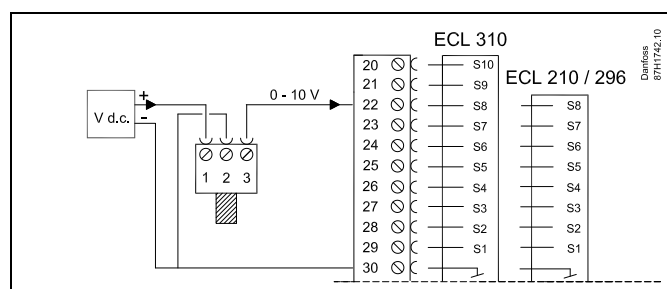 ECL 310
ECL 210 / 296
Danfoss
87H1742.10
V d.c.
+
-
0 - 10 V
1 2 3
20 S10
21 S9
22 S8 S8
23 S7 S7
24 S6 S6
25 S5 S5
26 S4 S4
27 S3 S3
28 S2 S2
29 S1 S1
30